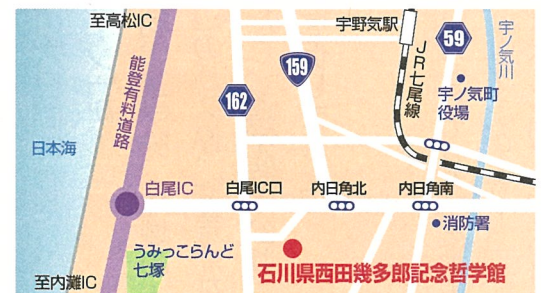 至高松IC
宇野気駅
59
宇ノ気川
能登有料道路
159
JR七尾線
162
宇ノ気町
役場
日本海
白尾IC
白尾IC口
内日角北
内日角南
消防署
うみっこらんど
七塚
石川県西田幾多郎記念哲学館
至内灘IC